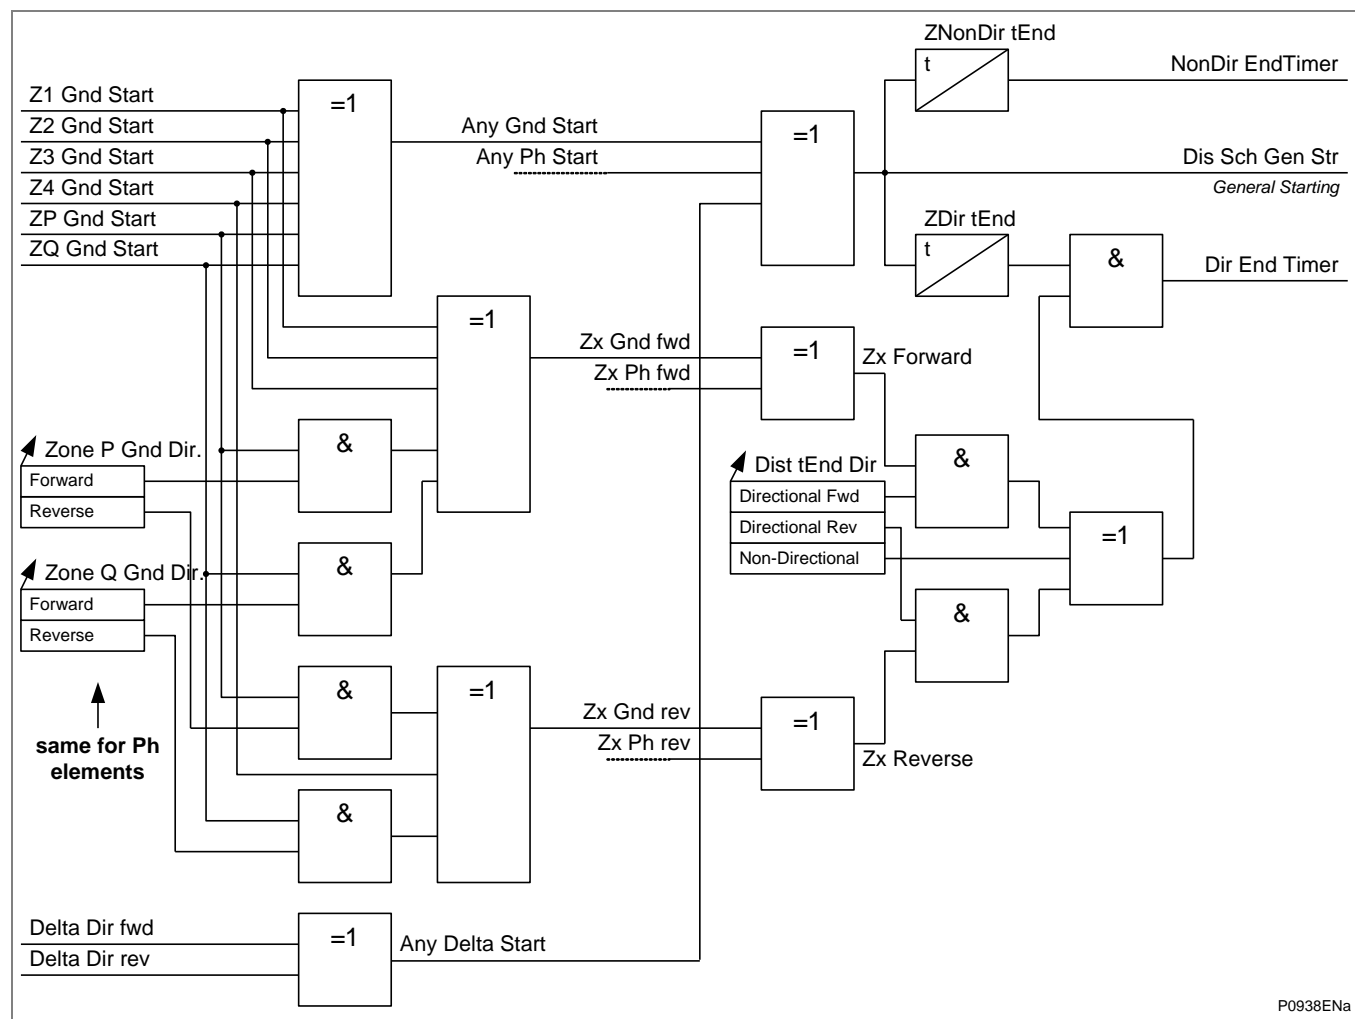 ZNonDir tEnd
t
NonDir EndTimer
Z1 Gnd Start
=1
Z2 Gnd Start
Any Gnd Start
=1
Z3 Gnd Start
Any Ph Start
Dis Sch Gen Str
Z4 Gnd Start
General Starting
ZP Gnd Start
ZDir tEnd
ZQ Gnd Start
t
&
Dir End Timer
=1
Zx Gnd fwd
=1
Zx Forward
Zx Ph fwd
Zone P Gnd Dir.
&
Forward
Reverse
Dist tEnd Dir
&
Directional Fwd
Directional Rev
Non-Directional
=1
Zone Q Gnd Dir.
&
Forward
Reverse
&
&
=1
Zx Gnd rev
=1
same for Ph
elements
Zx Ph rev
Zx Reverse
&
Delta Dir fwd
=1
Any Delta Start
Delta Dir rev
P0938ENa